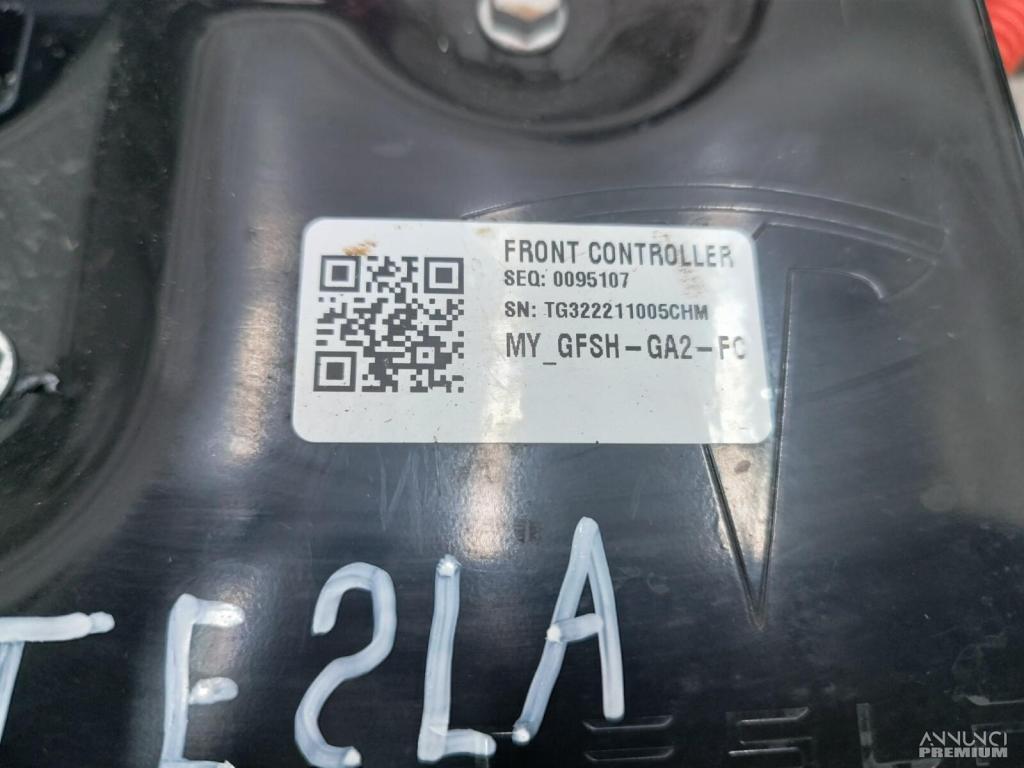 FRONT CONTROLLER
SEQ: 0095107
SN: TG322211005CHM
MY_GFSH-GA2-FC
TESLA
ANNUNCI
PREMIUM